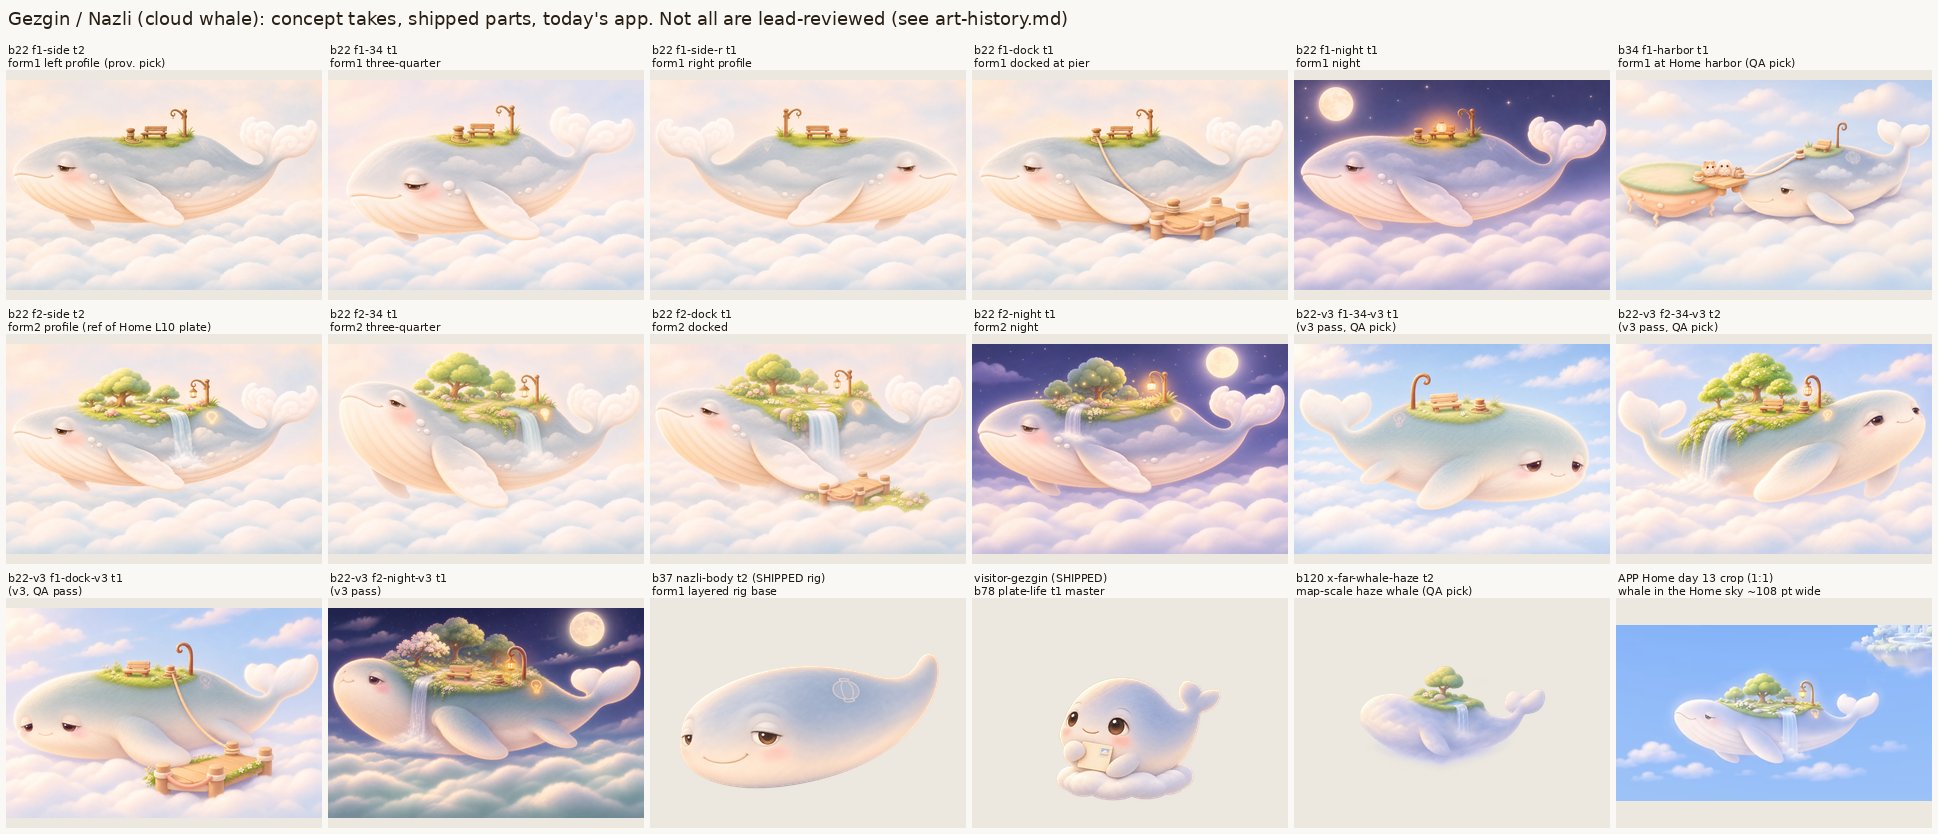 Gezgin / Nazli (cloud whale): concept takes, shipped parts, today's app. Not all are lead-reviewed (see art-history.md)
b22 f1-side t2
form1 left profile (prov. pick)
b22 f1-34 t1
form1 three-quarter
b22 f1-side-r t1
form1 right profile
b22 f1-dock t1
form1 docked at pier
b22 f1-night t1
form1 night
b34 f1-harbor t1
form1 at Home harbor (QA pick)
b22 f2-side t2
form2 profile (ref of Home L10 plate)
b22 f2-34 t1
form2 three-quarter
b22 f2-dock t1
form2 docked
b22 f2-night t1
form2 night
b22-v3 f1-34-v3 t1
(v3 pass, QA pick)
b22-v3 f2-34-v3 t2
(v3 pass, QA pick)
b22-v3 f1-dock-v3 t1
(v3, QA pass)
b22-v3 f2-night-v3 t1
(v3 pass)
b37 nazli-body t2 (SHIPPED rig)
form1 layered rig base
visitor-gezgin (SHIPPED)
b78 plate-life t1 master
b120 x-far-whale-haze t2
map-scale haze whale (QA pick)
APP Home day 13 crop (1:1)
whale in the Home sky ~108 pt wide